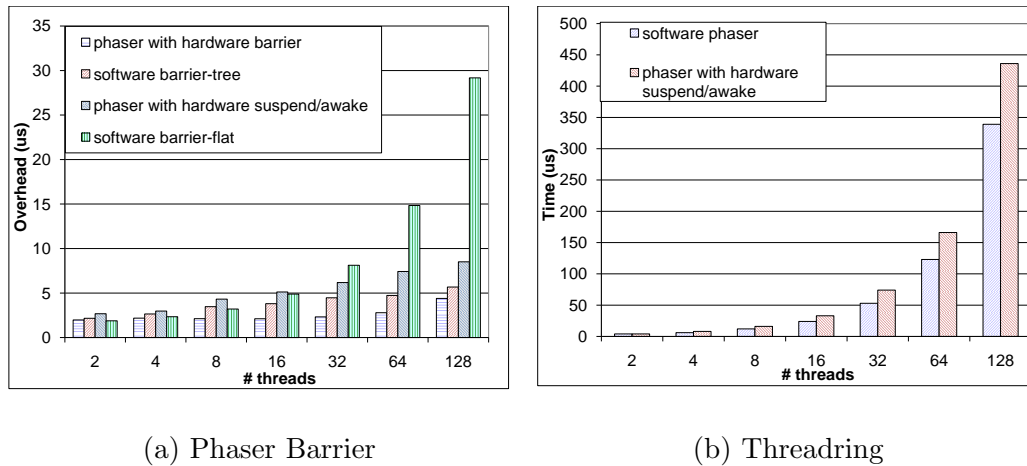 35
30
25
20
15
10
5
0
Overhead (us)
phaser with hardware barrier
software barrier-tree
phaser with hardware suspend/awake
software barrier-flat
2 4 8 16 32 64 128
# threads
(a) Phaser Barrier
500
450
400
350
300
250
200
150
100
50
0
Time (us)
software phaser
phaser with hardware
suspend/awake
2 4 8 16 32 64 128
# threads
(b) Threadring